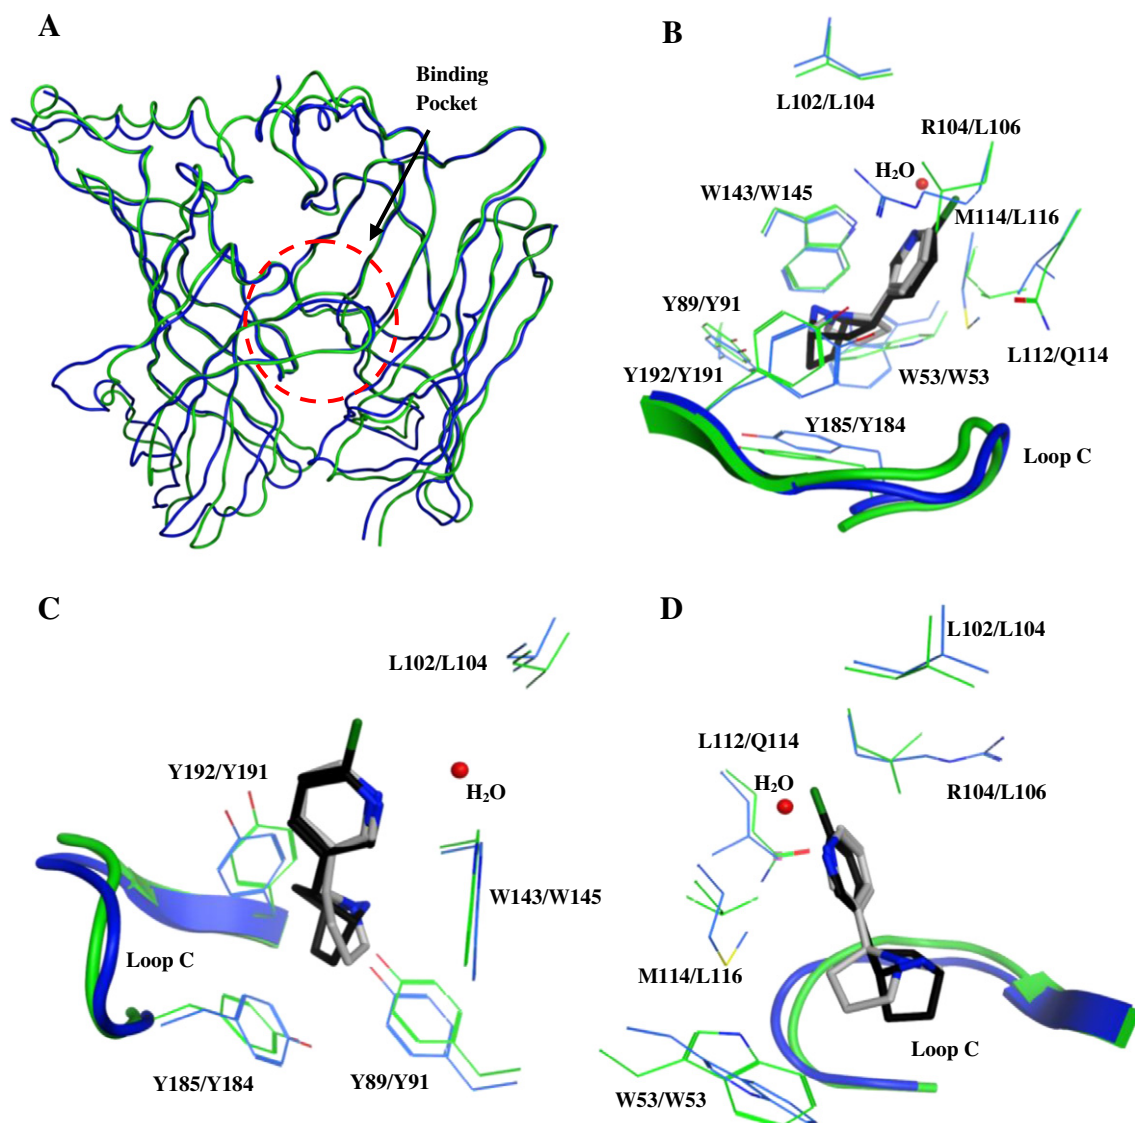 A
Binding
Pocket
B
L102/L104
R104/L106
H₂O
W143/W145
M114/L116
Y89/Y91
L112/Q114
Y192/Y191
W53/W53
Y185/Y184
Loop C
C
L102/L104
Y192/Y191
H₂O
W143/W145
Loop C
Y185/Y184
Y89/Y91
D
L102/L104
L112/Q114
H₂O
R104/L106
M114/L116
Loop C
W53/W53